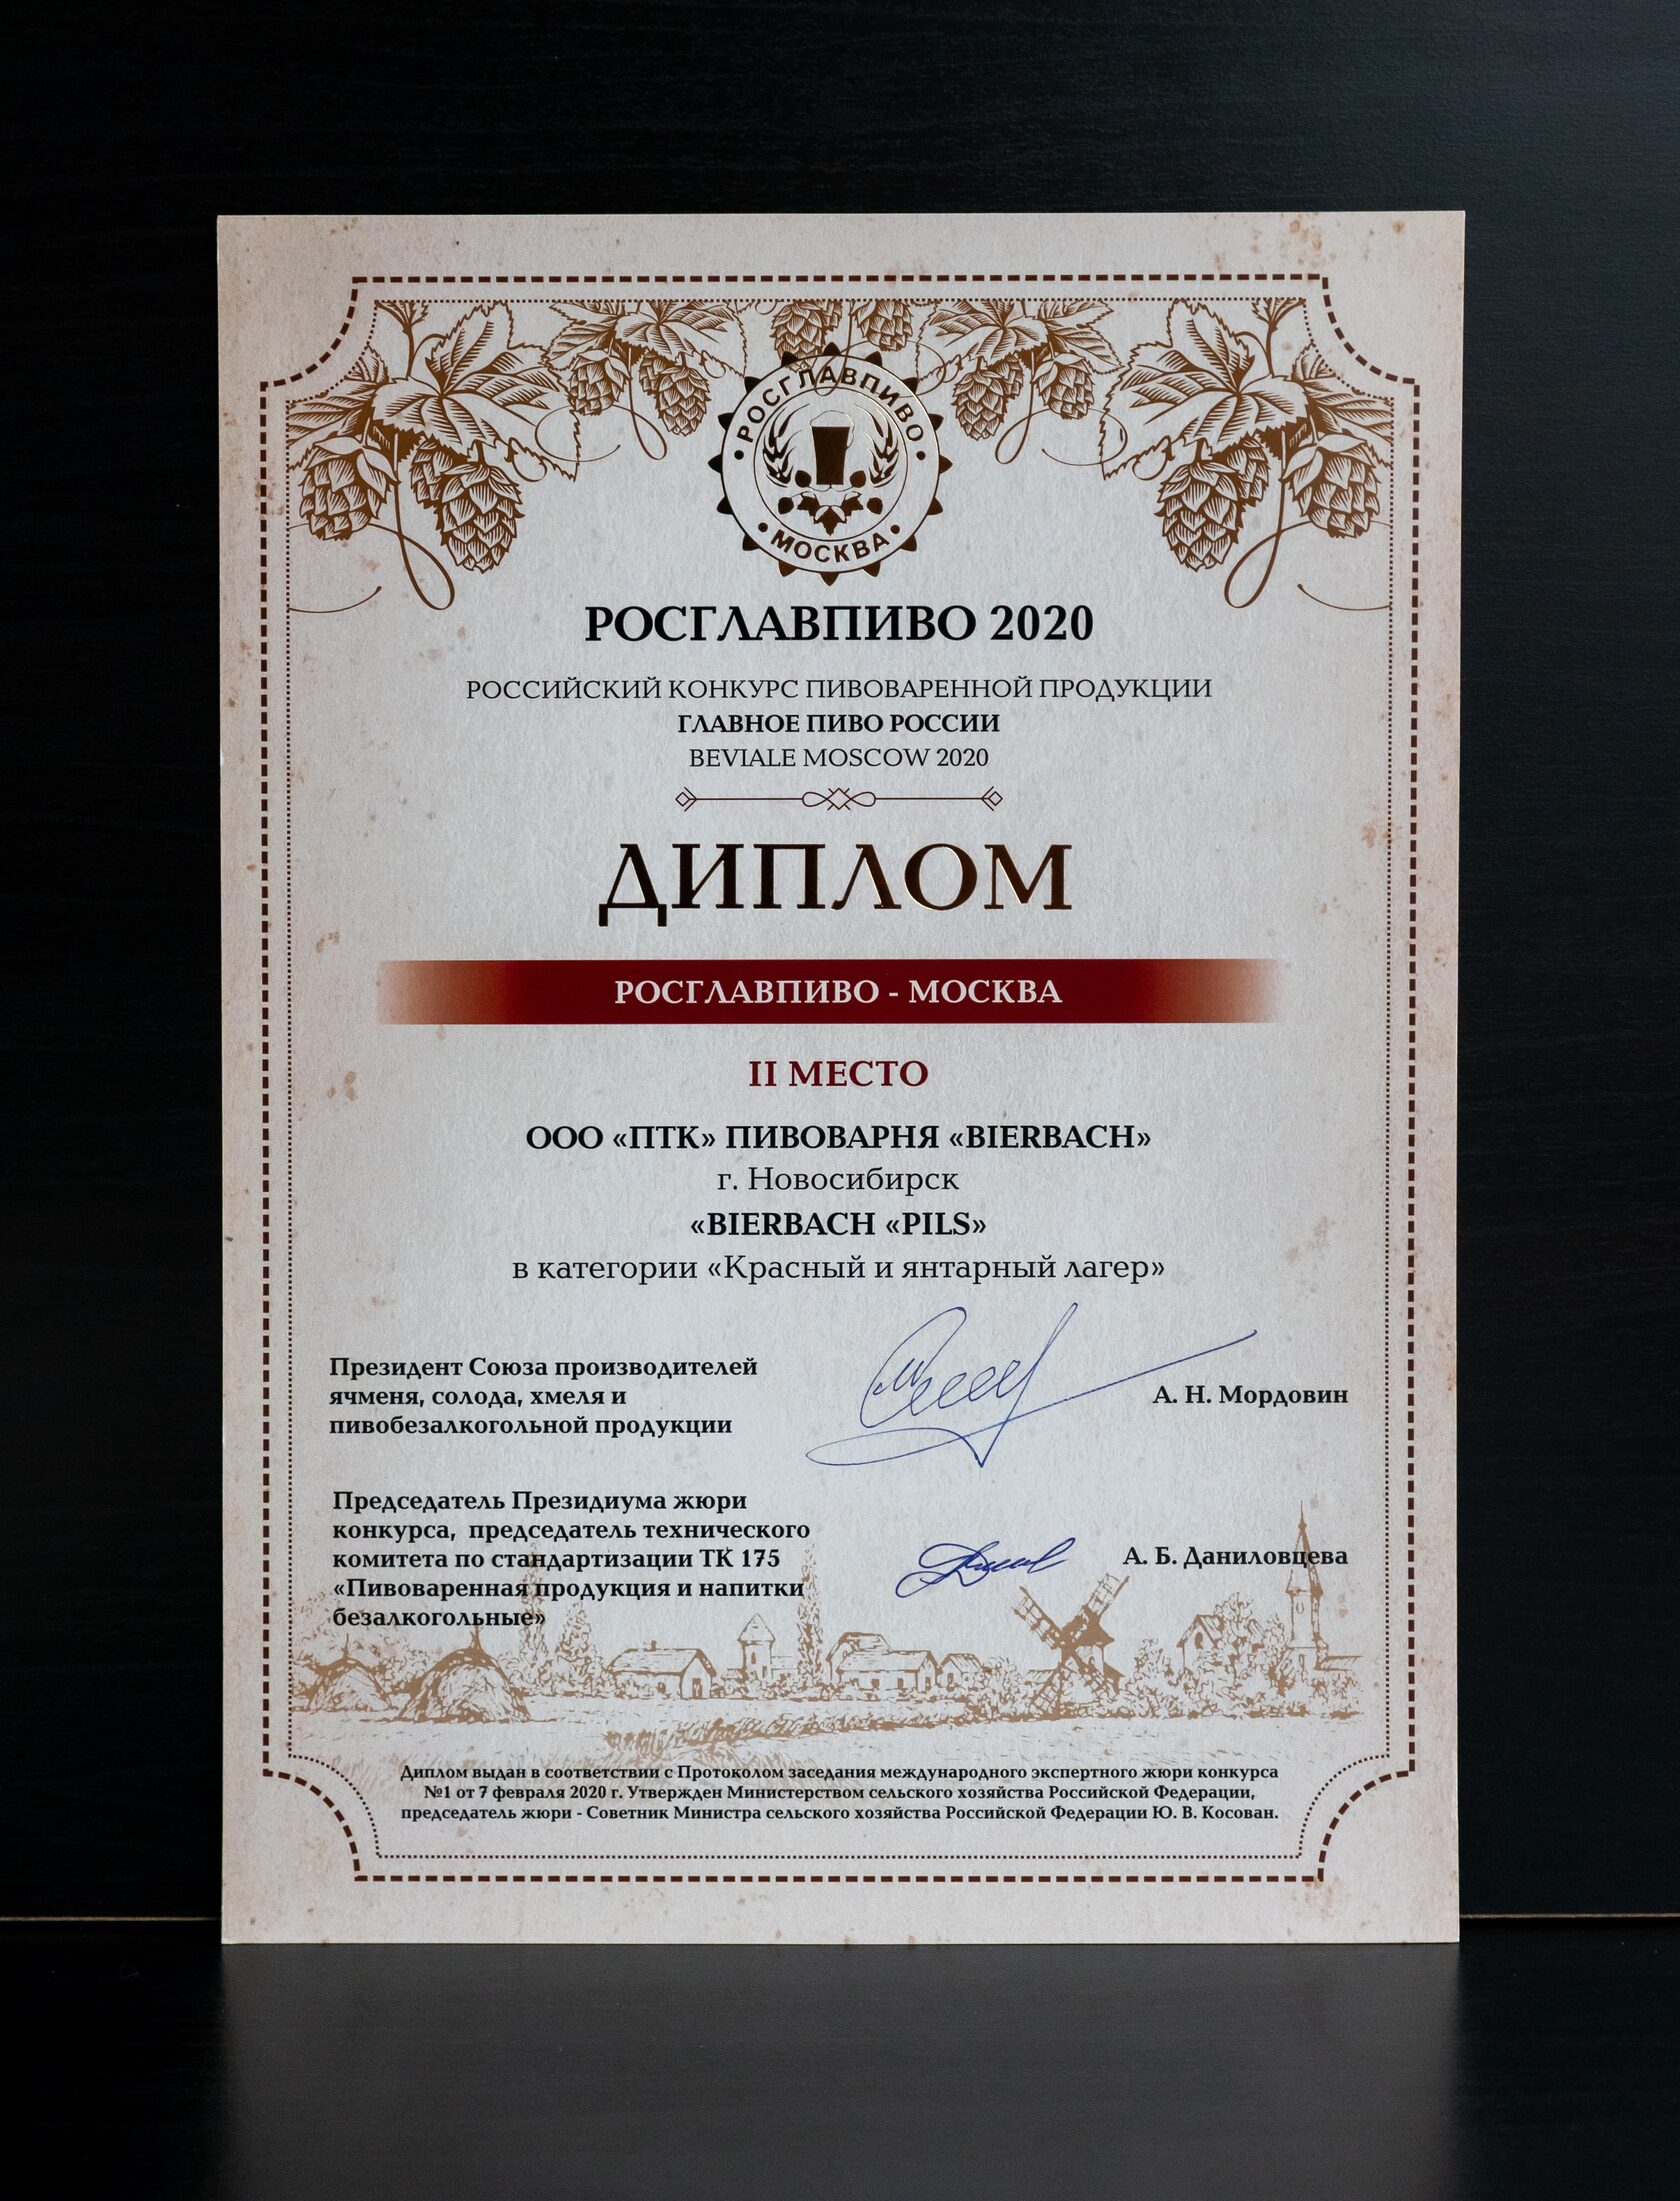 РОСГЛАВПИВО
МОСКВА
РОСГЛАВПИВО 2020
РОССИЙСКИЙ КОНКУРС ПИВОВАРЕННОЙ ПРОДУКЦИИ
ГЛАВНОЕ ПИВО РОССИИ
BEVIALE MOSCOW 2020
ДИПЛОМ
РОСГЛАВПИВО - МОСКВА
II МЕСТО
ООО «ПТК» ПИВОВАРНЯ «BIERBACH»
г. Новосибирск
«BIERBACH «PILS»
в категории «Красный и янтарный лагер»
Президент Союза производителей
ячменя, солода, хмеля и
пивобезалкогольной продукции
А. Н. Мордовин
Председатель Президиума жюри
конкурса, председатель технического
комитета по стандартизации ТК 175
«Пивоваренная продукция и напитки
безалкогольные»
А. Б. Даниловцева
Диплом выдан в соответствии с Протоколом заседания международного экспертного жюри конкурса
№1 от 7 февраля 2020 г. Утвержден Министерством сельского хозяйства Российской Федерации,
председатель жюри - Советник Министра сельского хозяйства Российской Федерации Ю. В. Косован.